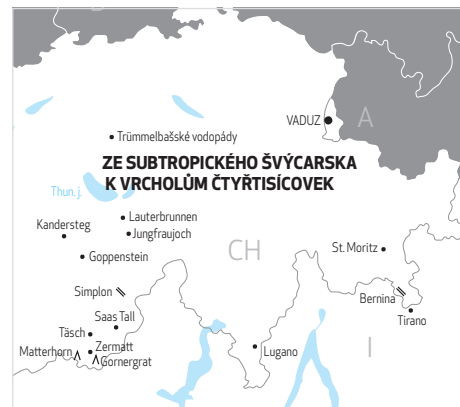 D
VADUZ
A
Trümmelbašské vodopády
ZE SUBTROPICKÉHO ŠVÝCARSKA
K VRCHOLŮM ČTYŘTISÍCOVEK
Thun. j.
Lauterbrunnen
Kandersteg
Jungfraujoch
CH
St. Moritz
Goppenstein
Simplon
Bernina
Saas Tall
Tirano
Täsch
Zermatt
Lugano
I
Matterhorn
Gornergrat